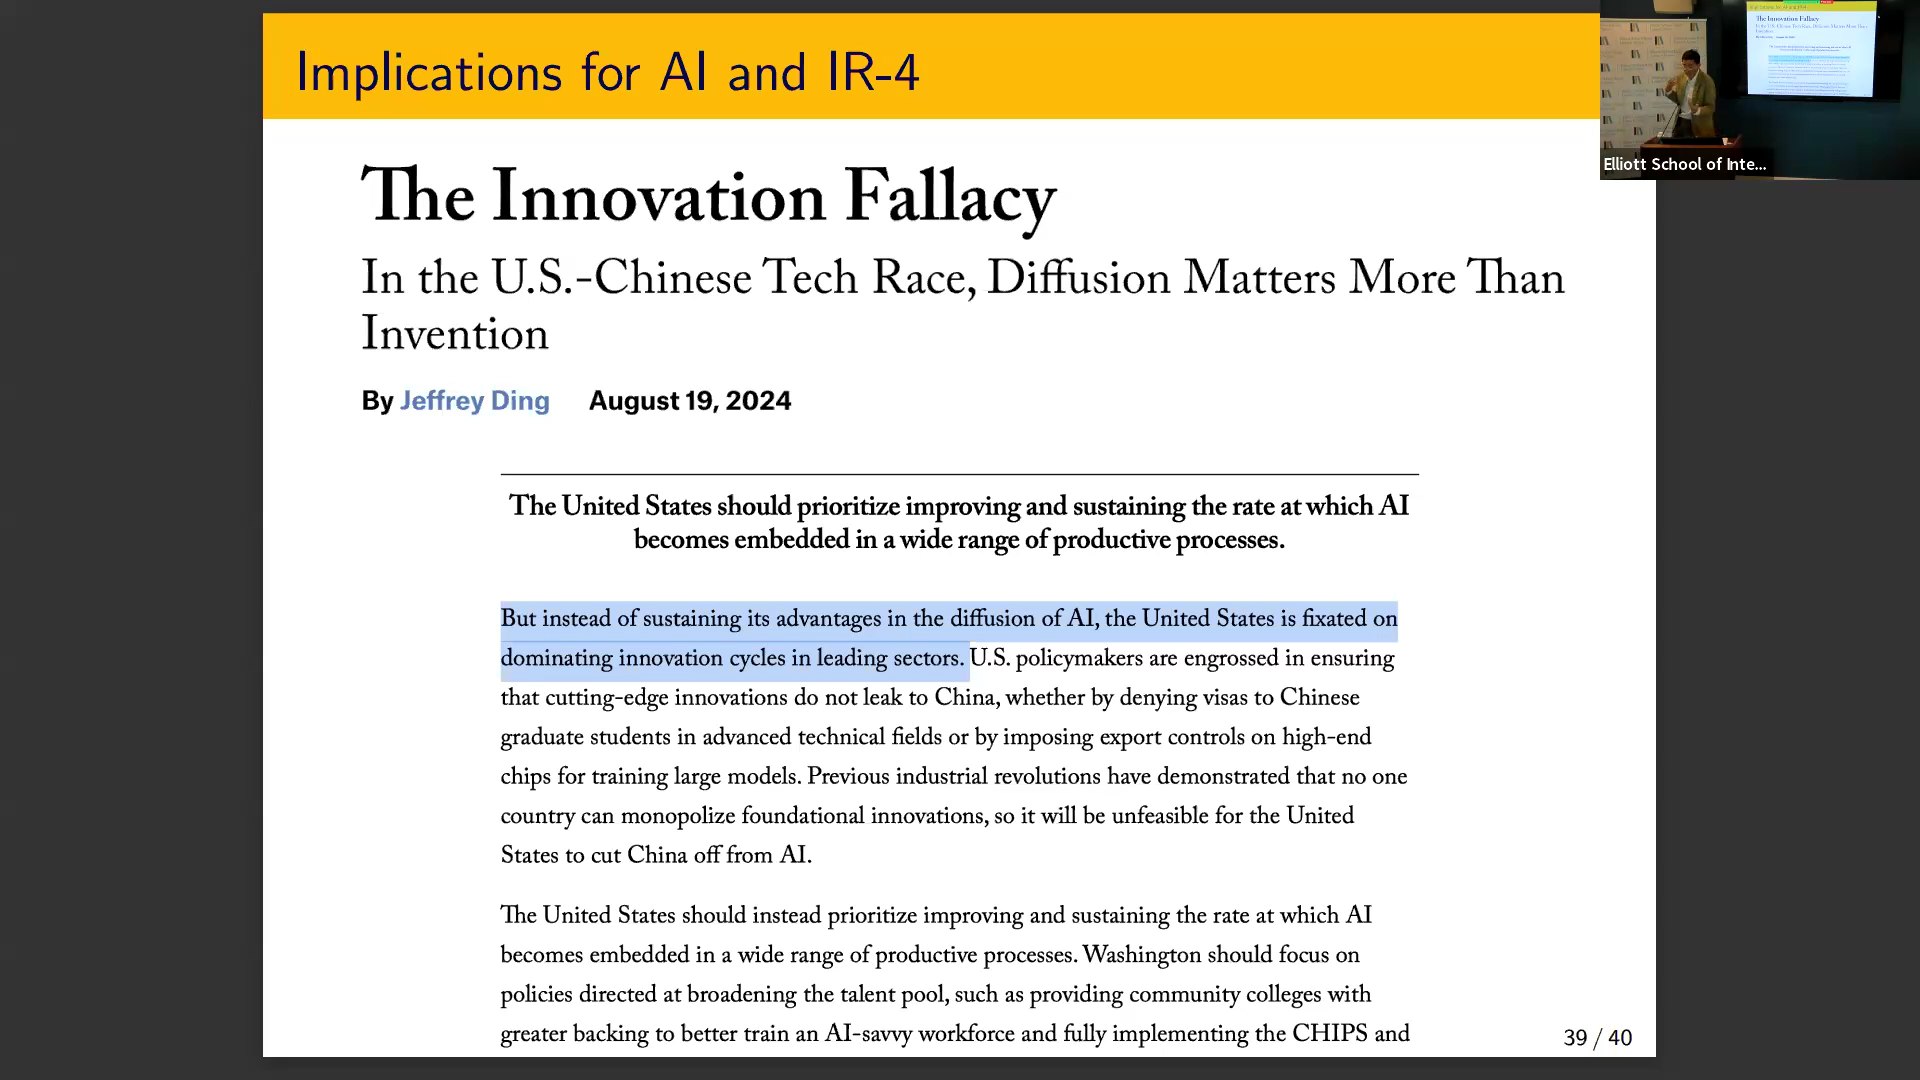 Implications for AI and IR-4
The Innovation Fallacy
In the U.S.-Chinese Tech Race, Diffusion Matters More Than
Invention
By Jeffrey Ding August 19, 2024
The United States should prioritize improving and sustaining the rate at which AI
becomes embedded in a wide range of productive processes.
But instead of sustaining its advantages in the diffusion of AI, the United States is fixated on
dominating innovation cycles in leading sectors. U.S. policymakers are engrossed in ensuring
that cutting-edge innovations do not leak to China, whether by denying visas to Chinese
graduate students in advanced technical fields or by imposing export controls on high-end
chips for training large models. Previous industrial revolutions have demonstrated that no one
country can monopolize foundational innovations, so it will be unfeasible for the United
States to cut China off from AI.
The United States should instead prioritize improving and sustaining the rate at which AI
becomes embedded in a wide range of productive processes. Washington should focus on
policies directed at broadening the talent pool, such as providing community colleges with
greater backing to better train an AI-savvy workforce and fully implementing the CHIPS and
39 / 40
The Innovation Fallacy
Elliott School of Inte...